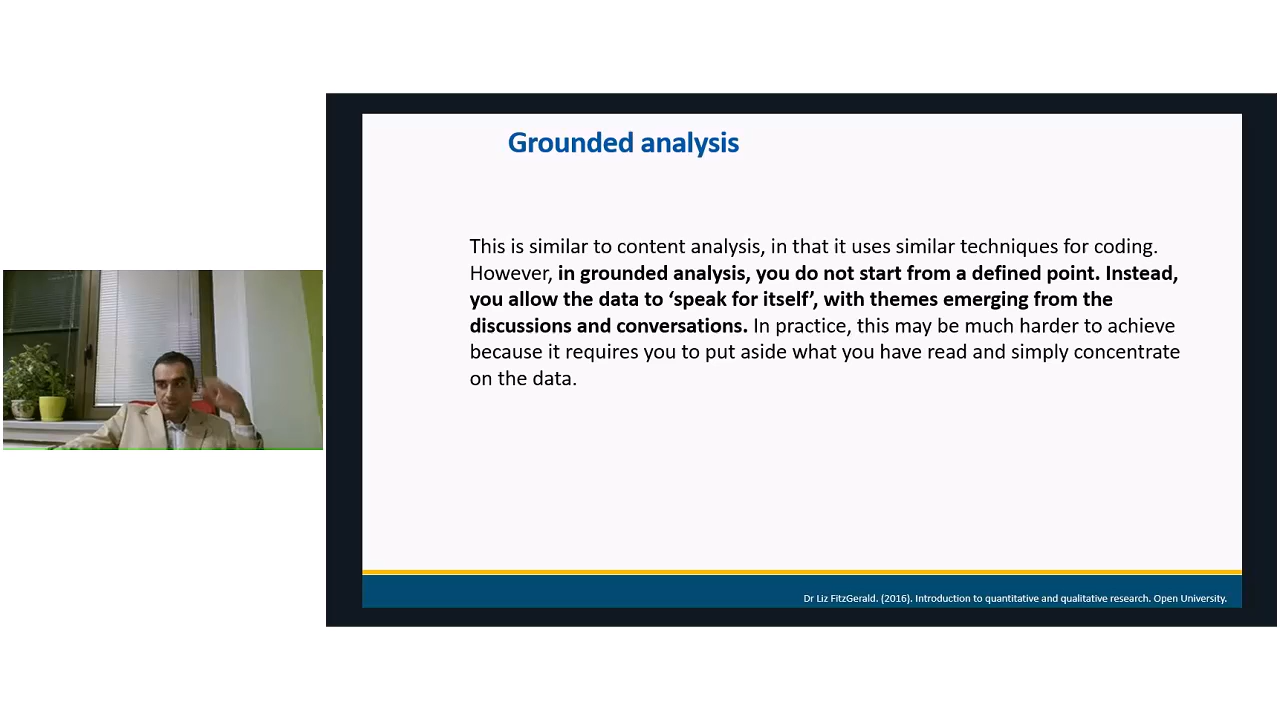 Grounded analysis
This is similar to content analysis, in that it uses similar techniques for coding.
However, in grounded analysis, you do not start from a defined point. Instead,
you allow the data to ‘speak for itself’, with themes emerging from the
discussions and conversations. In practice, this may be much harder to achieve
because it requires you to put aside what you have read and simply concentrate
on the data.
Dr Liz FitzGerald. (2016). Introduction to quantitative and qualitative research. Open University.